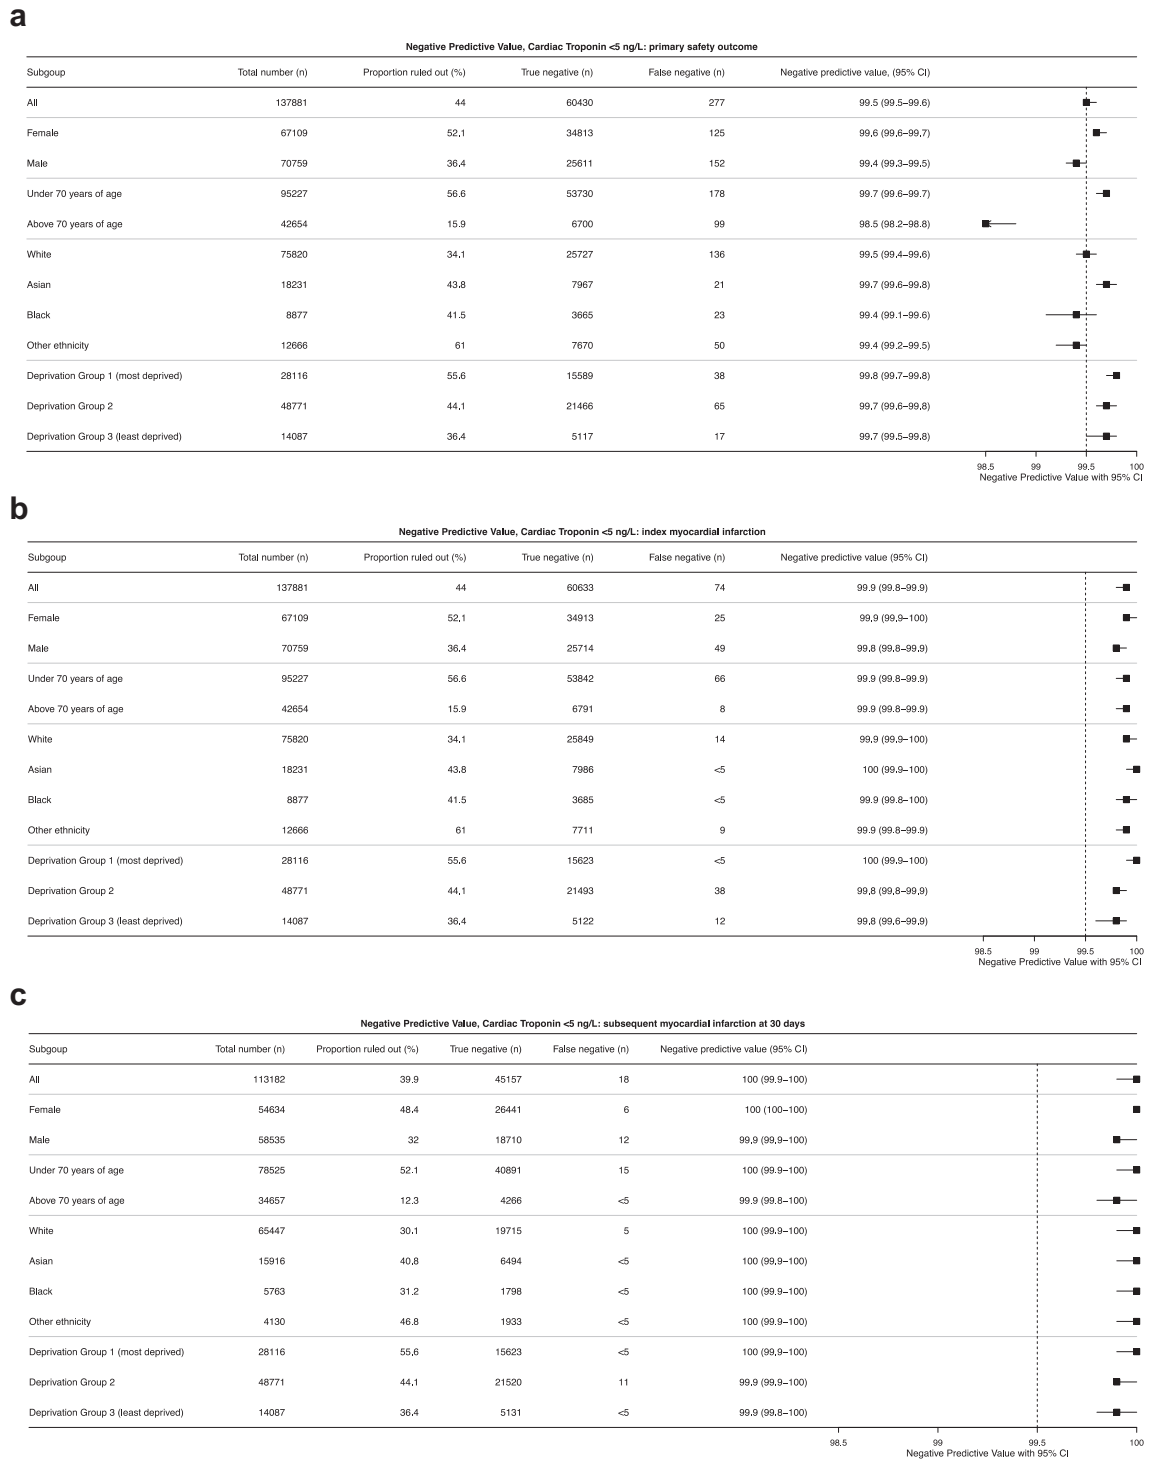 a
Negative Predictive Value, Cardiac Troponin <5 ng/L: primary safety outcome
Subgoup Total number (n) Proportion ruled out (%) True negative (n) False negative (n) Negative predictive value, (95% CI)
All 137881 44 60430 277 99.5 (99.5–99.6)
Female 67109 52.1 34813 125 99.6 (99.6–99.7)
Male 70759 36.4 25611 152 99.4 (99.3–99.5)
Under 70 years of age 95227 56.6 53730 178 99.7 (99.6–99.7)
Above 70 years of age 42654 15.9 6700 99 98.5 (98.2–98.8)
White 75820 34.1 25727 136 99.5 (99.4–99.6)
Asian 18231 43.8 7967 21 99.7 (99.6–99.8)
Black 8877 41.5 3665 23 99.4 (99.1–99.6)
Other ethnicity 12666 61 7670 50 99.4 (99.2–99.5)
Deprivation Group 1 (most deprived) 28116 55.6 15589 38 99.8 (99.7–99.8)
Deprivation Group 2 48771 44.1 21466 65 99.7 (99.6–99.8)
Deprivation Group 3 (least deprived) 14087 36.4 5117 17 99.7 (99.5–99.8)
98.5 99 99.5 100
Negative Predictive Value with 95% CI
b
Negative Predictive Value, Cardiac Troponin <5 ng/L: index myocardial infarction
Subgoup Total number (n) Proportion ruled out (%) True negative (n) False negative (n) Negative predictive value (95% CI)
All 137881 44 60633 74 99.9 (99.8–99.9)
Female 67109 52.1 34913 25 99.9 (99.9–100)
Male 70759 36.4 25714 49 99.8 (99.8–99.9)
Under 70 years of age 95227 56.6 53842 66 99.9 (99.8–99.9)
Above 70 years of age 42654 15.9 6791 8 99.9 (99.8–99.9)
White 75820 34.1 25849 14 99.9 (99.9–100)
Asian 18231 43.8 7986 <5 100 (99.9–100)
Black 8877 41.5 3685 <5 99.9 (99.8–100)
Other ethnicity 12666 61 7711 9 99.9 (99.8–99.9)
Deprivation Group 1 (most deprived) 28116 55.6 15623 <5 100 (99.9–100)
Deprivation Group 2 48771 44.1 21493 38 99.8 (99.8–99.9)
Deprivation Group 3 (least deprived) 14087 36.4 5122 12 99.8 (99.6–99.9)
98.5 99 99.5 100
Negative Predictive Value with 95% CI
c
Negative Predictive Value, Cardiac Troponin <5 ng/L: subsequent myocardial infarction at 30 days
Subgoup Total number (n) Proportion ruled out (%) True negative (n) False negative (n) Negative predictive value (95% CI)
All 113182 39.9 45157 18 100 (99.9–100)
Female 54634 48.4 26441 6 100 (100–100)
Male 58535 32 18710 12 99.9 (99.9–100)
Under 70 years of age 78525 52.1 40891 15 100 (99.9–100)
Above 70 years of age 34657 12.3 4266 <5 99.9 (99.8–100)
White 65447 30.1 19715 5 100 (99.9–100)
Asian 15916 40.8 6494 <5 100 (99.9–100)
Black 5763 31.2 1798 <5 100 (99.9–100)
Other ethnicity 4130 46.8 1933 <5 100 (99.9–100)
Deprivation Group 1 (most deprived) 28116 55.6 15623 <5 100 (99.9–100)
Deprivation Group 2 48771 44.1 21520 11 99.9 (99.9–100)
Deprivation Group 3 (least deprived) 14087 36.4 5131 <5 99.9 (99.8–100)
98.5 99 99.5 100
Negative Predictive Value with 95% CI